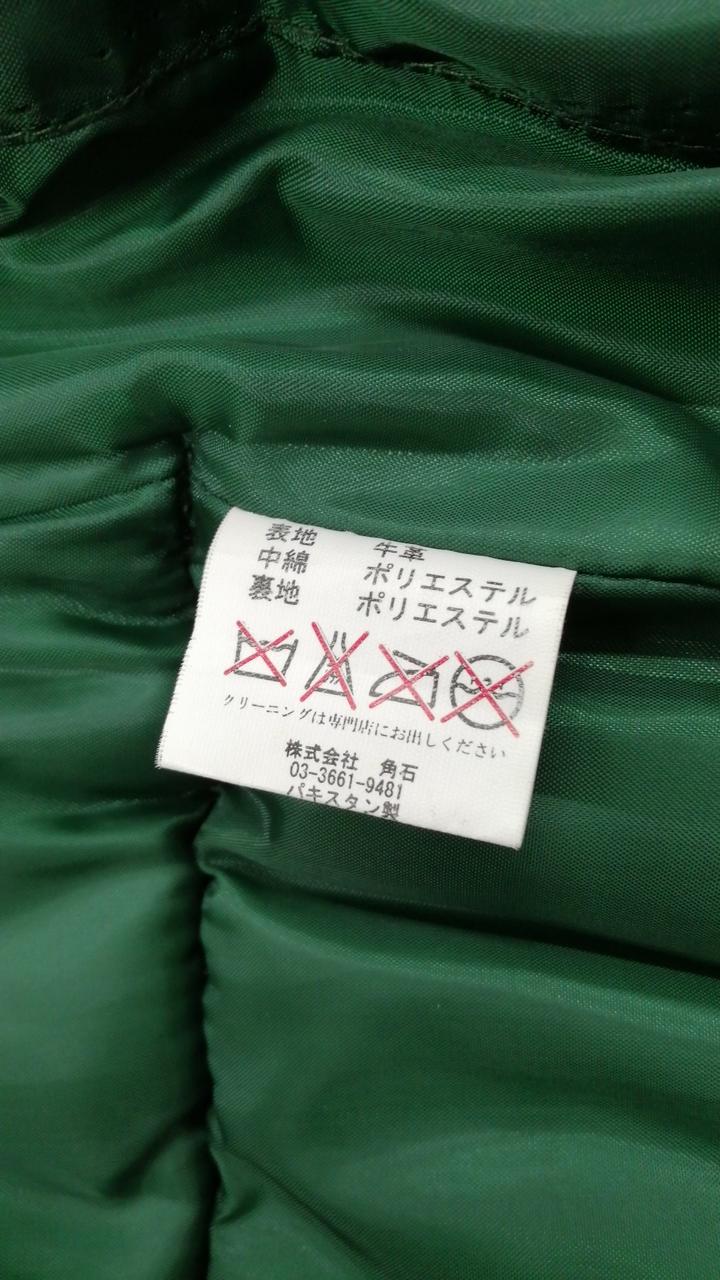 表地 牛革
中綿 ポリエステル
裏地 ポリエステル
クリーニングは専門店にお出しください
株式会社 角石
03-3661-9481
パキスタン製